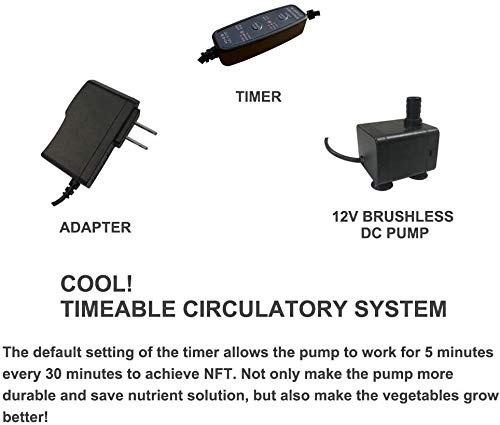 TIMER
ADAPTER
12V BRUSHLESS
DC PUMP
COOL!
TIMEABLE CIRCULATORY SYSTEM
The default setting of the timer allows the pump to work for 5 minutes
every 30 minutes to achieve NFT. Not only make the pump more
durable and save nutrient solution, but also make the vegetables grow
better!